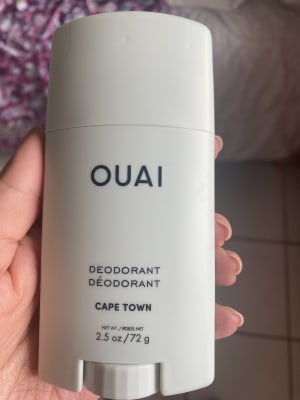 OUAI
DEODORANT
DÉODORANT
CAPE TOWN
NET WT. / POIDS NET
2.5 oz / 72 g